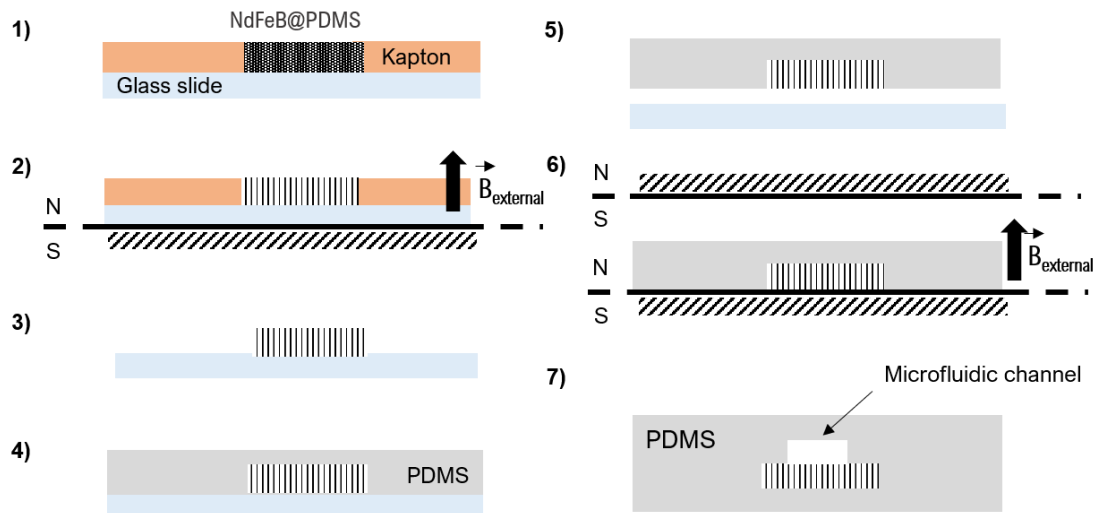 1)
NdFeB@PDMS
Kapton
Glass slide
2)
B external
N
S
3)
4)
PDMS
5)
6)
N
S
B external
N
S
7)
Microfluidic channel
PDMS